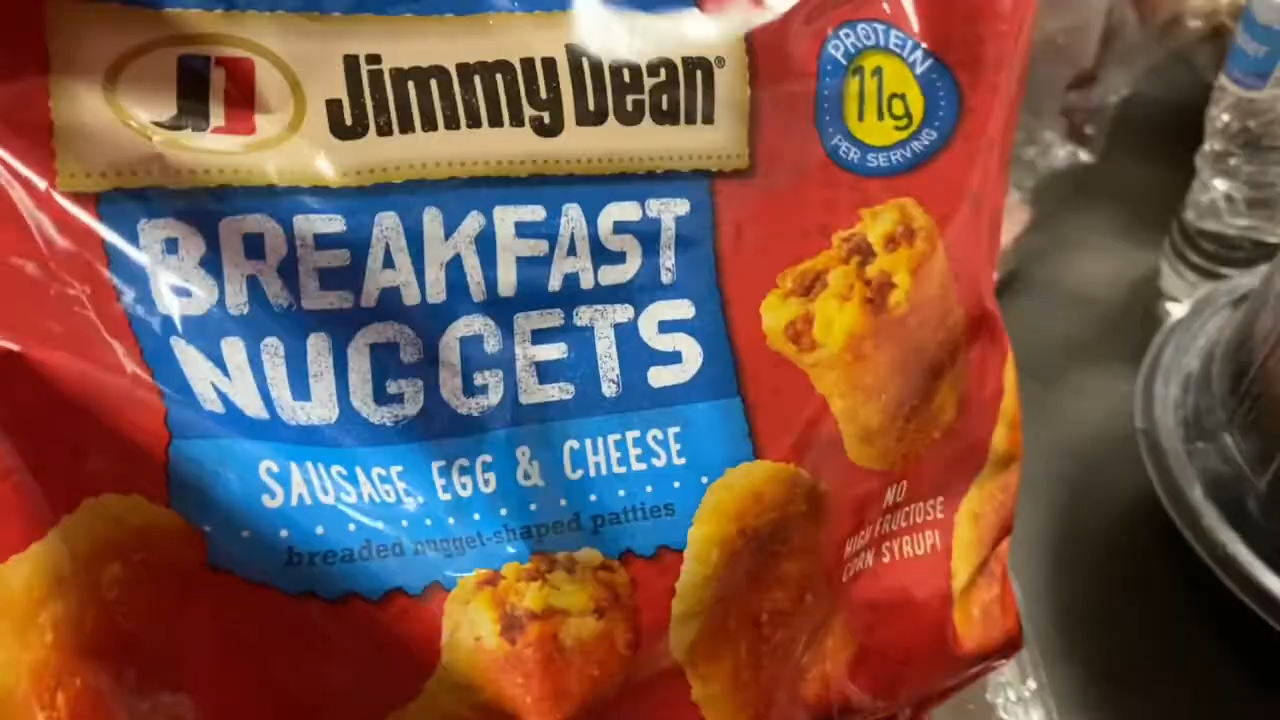 JD Jimmy Dean®
PROTEIN
11g
PER SERVING
BREAKFAST
NUGGETS
SAUSAGE, EGG & CHEESE
breaded nugget-shaped patties
NO
HIGH FRUCTOSE
CORN SYRUP!